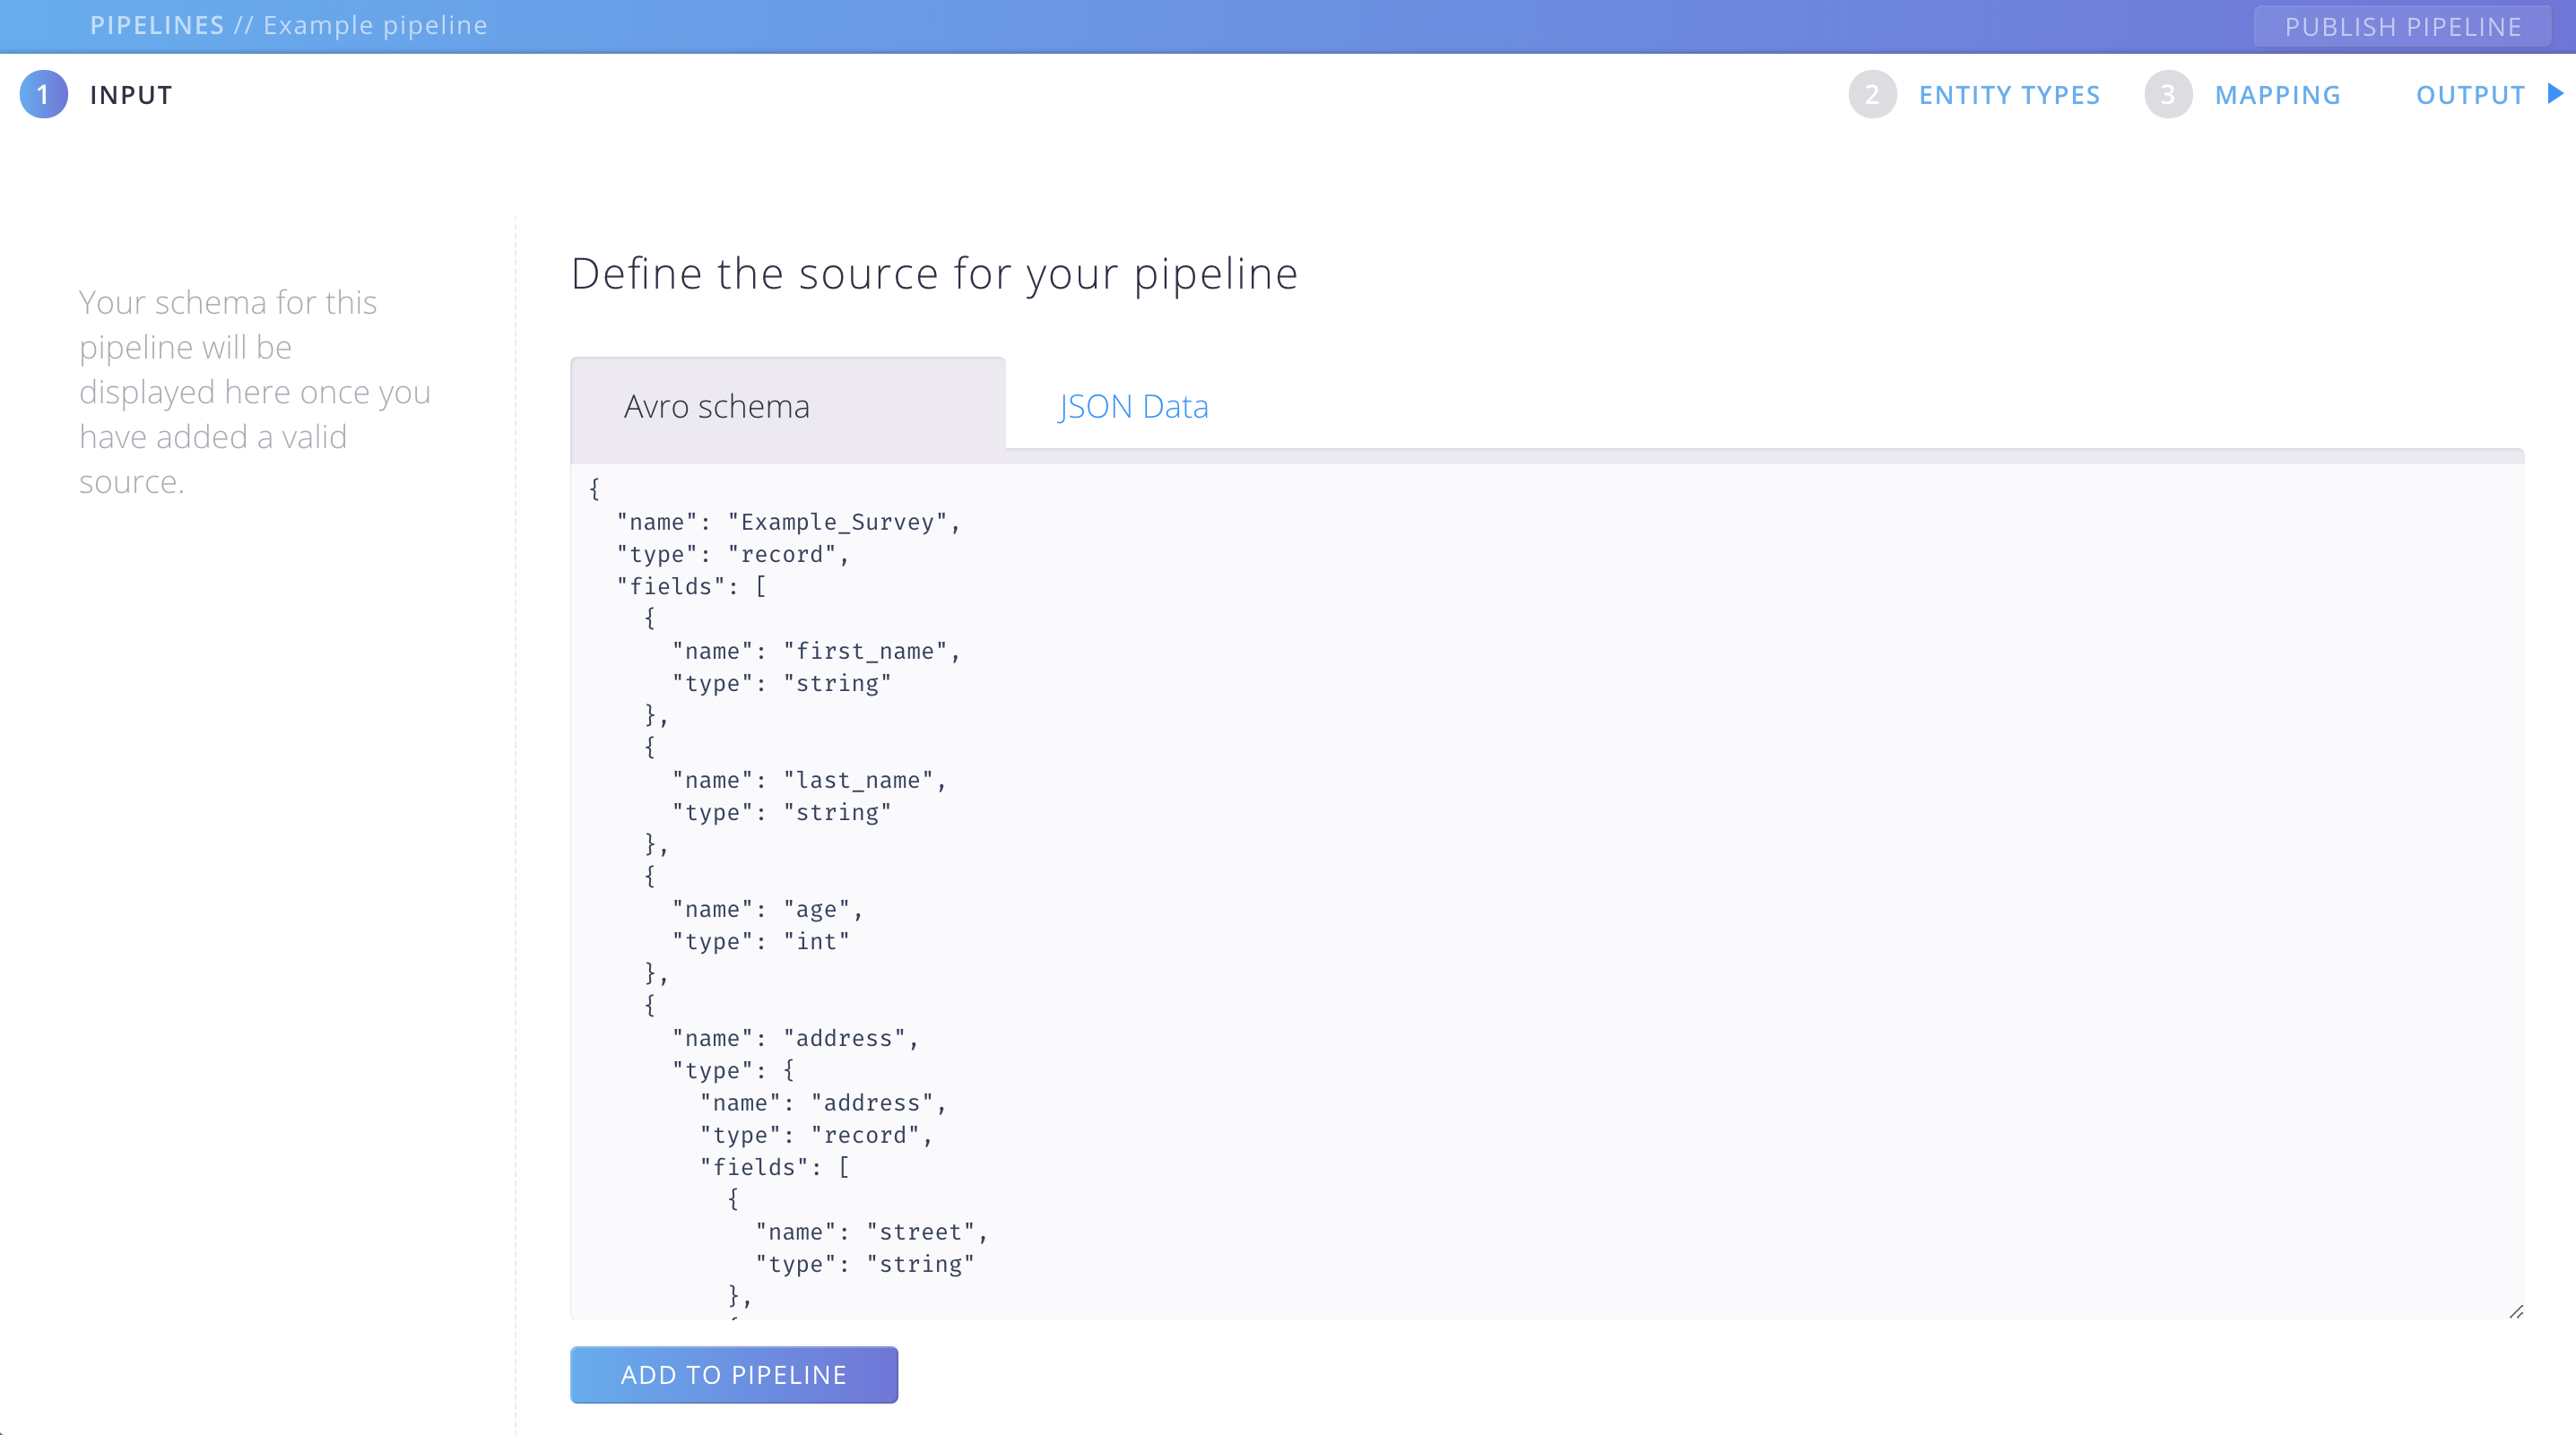 PIPELINES // Example pipeline
PUBLISH PIPELINE
1 INPUT
2 ENTITY TYPES
3 MAPPING
OUTPUT
Your schema for this
pipeline will be
displayed here once you
have added a valid
source.
Define the source for your pipeline
Avro schema
JSON Data
{
  "name": "Example_Survey",
  "type": "record",
  "fields": [
    {
      "name": "first_name",
      "type": "string"
    },
    {
      "name": "last_name",
      "type": "string"
    },
    {
      "name": "age",
      "type": "int"
    },
    {
      "name": "address",
      "type": {
        "name": "address",
        "type": "record",
        "fields": [
          {
            "name": "street",
            "type": "string"
          },
ADD TO PIPELINE